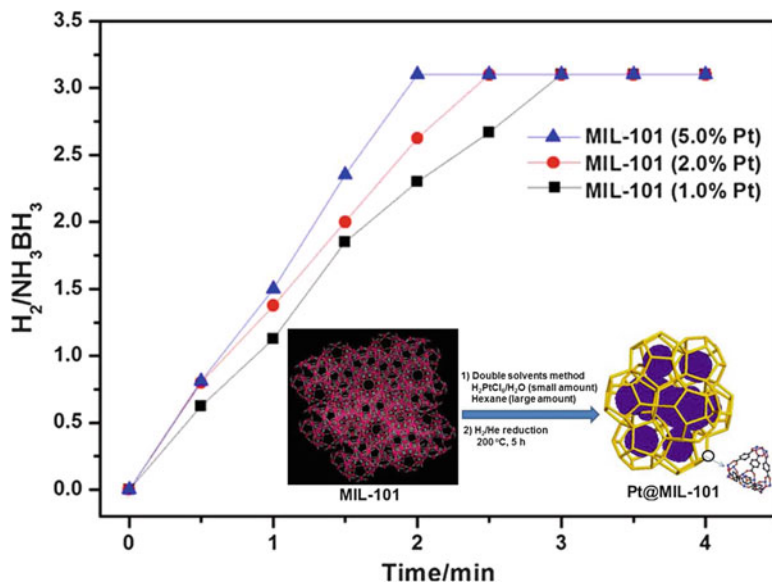 3.5
3.0
2.5
2.0
1.5
1.0
0.5
0.0
H₂/NH₃BH₃
MIL-101 (5.0% Pt)
MIL-101 (2.0% Pt)
MIL-101 (1.0% Pt)
1) Double solvents method
H₂PtCl₆/H₂O (small amount)
Hexane (large amount)
2) H₂/He reduction
200 °C, 5 h
MIL-101
Pt@MIL-101
0 1 2 3 4
Time/min